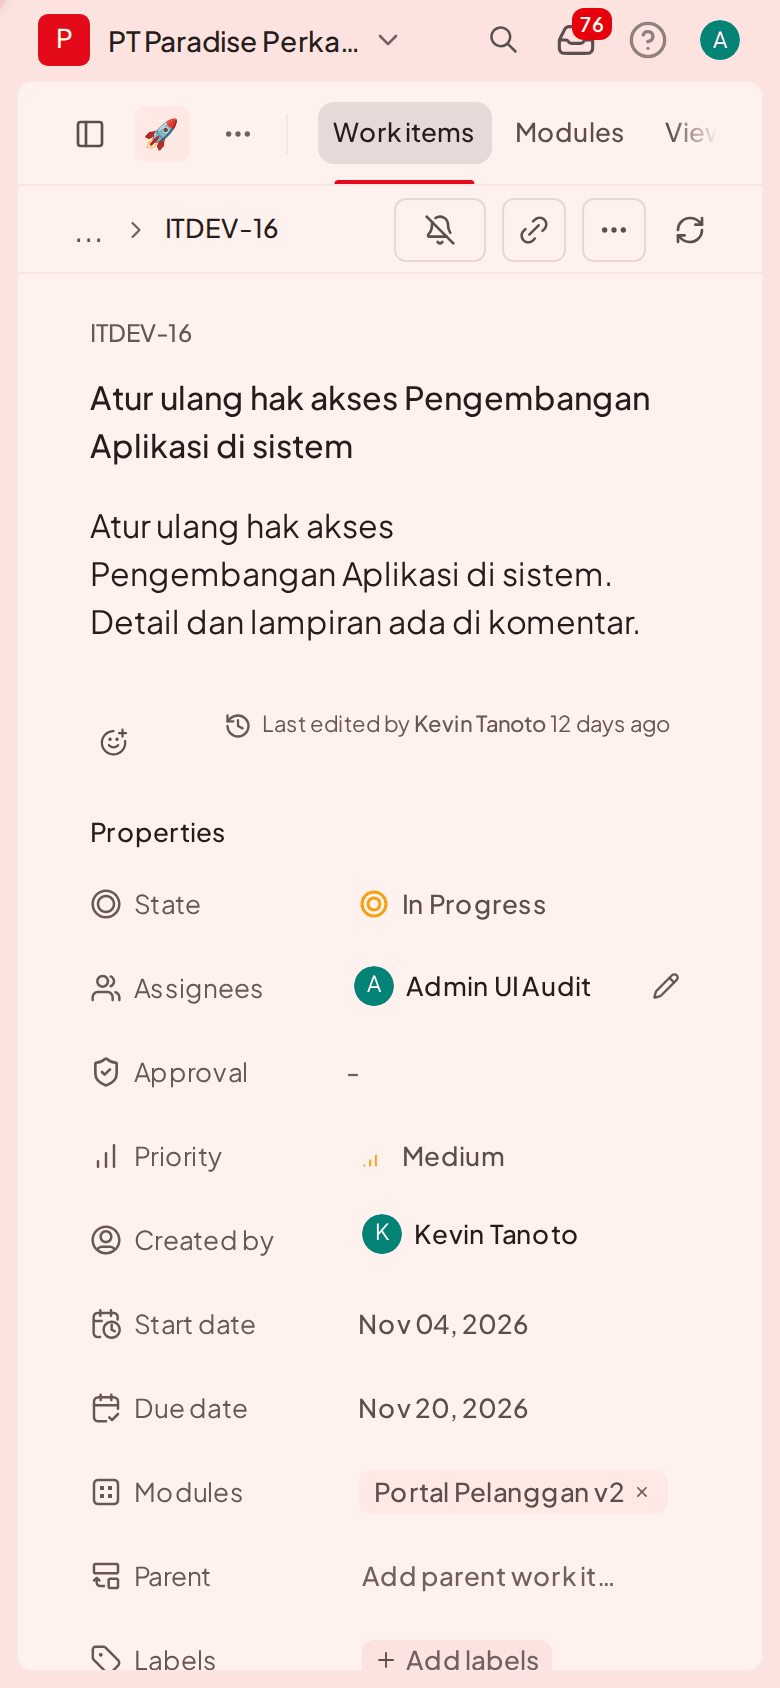 P PT Paradise Perka... 76 A
Work items Modules View
... ITDEV-16
ITDEV-16
Atur ulang hak akses Pengembangan
Aplikasi di sistem
Atur ulang hak akses
Pengembangan Aplikasi di sistem.
Detail dan lampiran ada di komentar.
Last edited by Kevin Tanoto 12 days ago
Properties
State In Progress
Assignees A Admin UI Audit
Approval -
Priority Medium
Created by K Kevin Tanoto
Start date Nov 04, 2026
Due date Nov 20, 2026
Modules Portal Pelanggan v2 ×
Parent Add parent work it...
Labels + Add labels